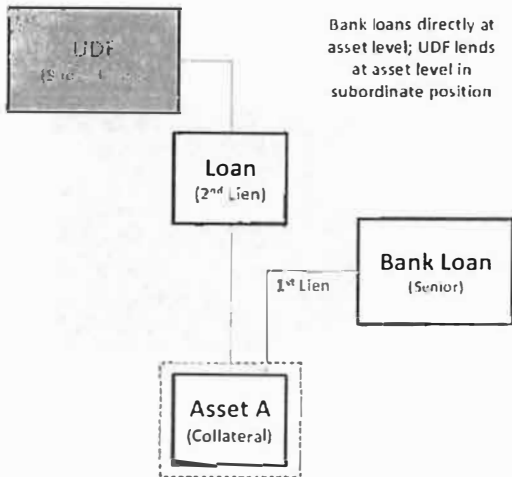 UDF
Bank loans directly at
asset level; UDF lends
at asset level in
subordinate position
Loan
(2nd Lien)
Bank Loan
(Senior)
1st Lien
Asset A
(Collateral)